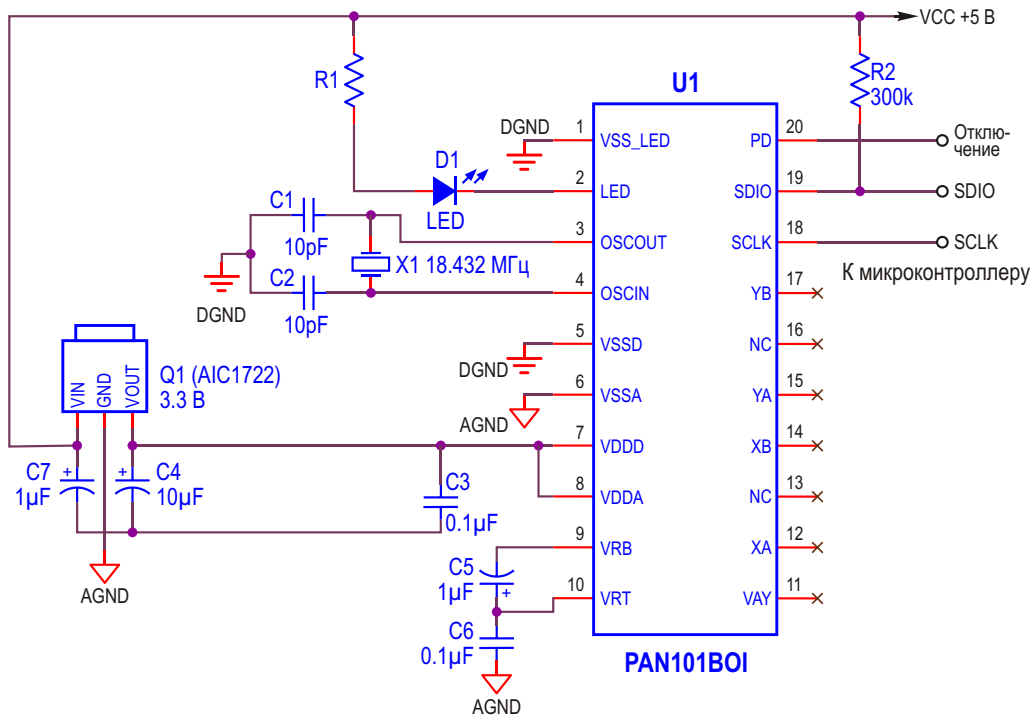 VCC +5 В
R1
R2
300k
U1
DGND
1
VSS_LED
PD
20
Отклю-
чение
D1
LED
2
LED
SDIO
19
SDIO
C1
10pF
3
OSCOUT
SCLK
18
SCLK
X1 18.432 МГц
К микроконтроллеру
C2
10pF
DGND
4
OSCIN
YB
17
DGND
5
VSSD
NC
16
Q1 (AIC1722)
3.3 В
VIN
GND
VOUT
AGND
6
VSSA
YA
15
7
VDDD
XB
14
C7
1µF
+
C4
10µF
+
C3
0.1µF
8
VDDA
NC
13
9
VRB
XA
12
AGND
C5
1µF
+
10
VRT
VAY
11
C6
0.1µF
AGND
PAN101BOI